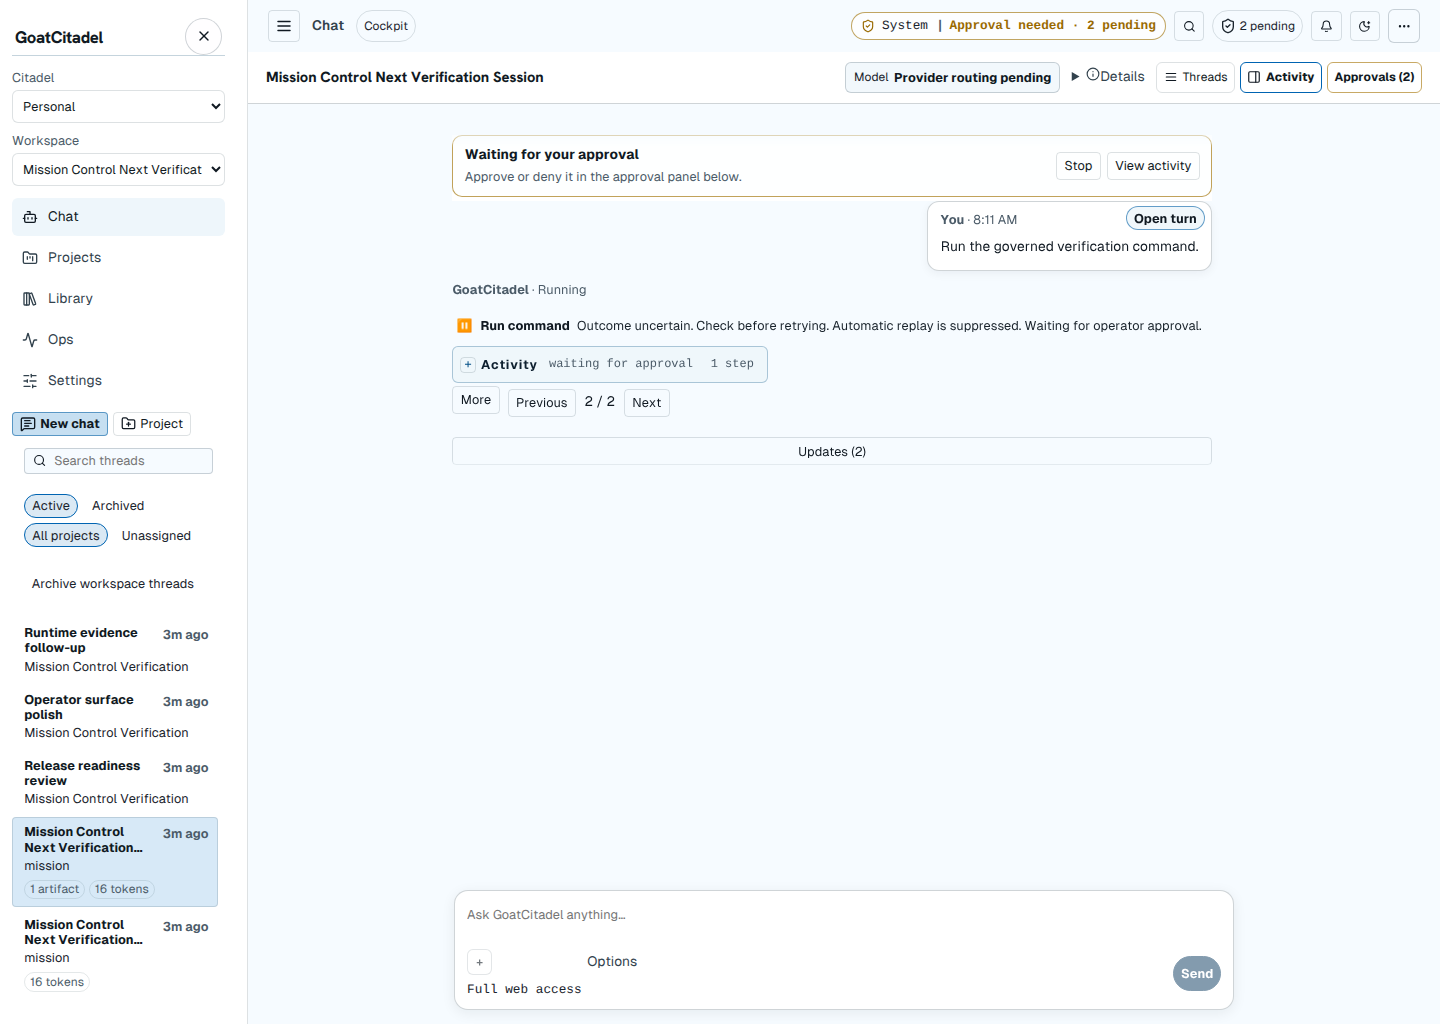 GoatCitadel
Citadel
Personal
Workspace
Mission Control Next Verificat
Chat
Projects
Library
Ops
Settings
New chat
Project
Search threads
Active
Archived
All projects
Unassigned
Archive workspace threads
Runtime evidence
follow-up
3m ago
Mission Control Verification
Operator surface
polish
3m ago
Mission Control Verification
Release readiness
review
3m ago
Mission Control Verification
Mission Control
Next Verification...
3m ago
mission
1 artifact
16 tokens
Mission Control
Next Verification...
3m ago
mission
16 tokens
Chat
Cockpit
System | Approval needed · 2 pending
2 pending
Mission Control Next Verification Session
Model Provider routing pending
Details
Threads
Activity
Approvals (2)
Waiting for your approval
Approve or deny it in the approval panel below.
Stop
View activity
You · 8:11 AM
Open turn
Run the governed verification command.
GoatCitadel · Running
Run command Outcome uncertain. Check before retrying. Automatic replay is suppressed. Waiting for operator approval.
+ Activity waiting for approval 1 step
More
Previous
2 / 2
Next
Updates (2)
Ask GoatCitadel anything...
+
Options
Full web access
Send